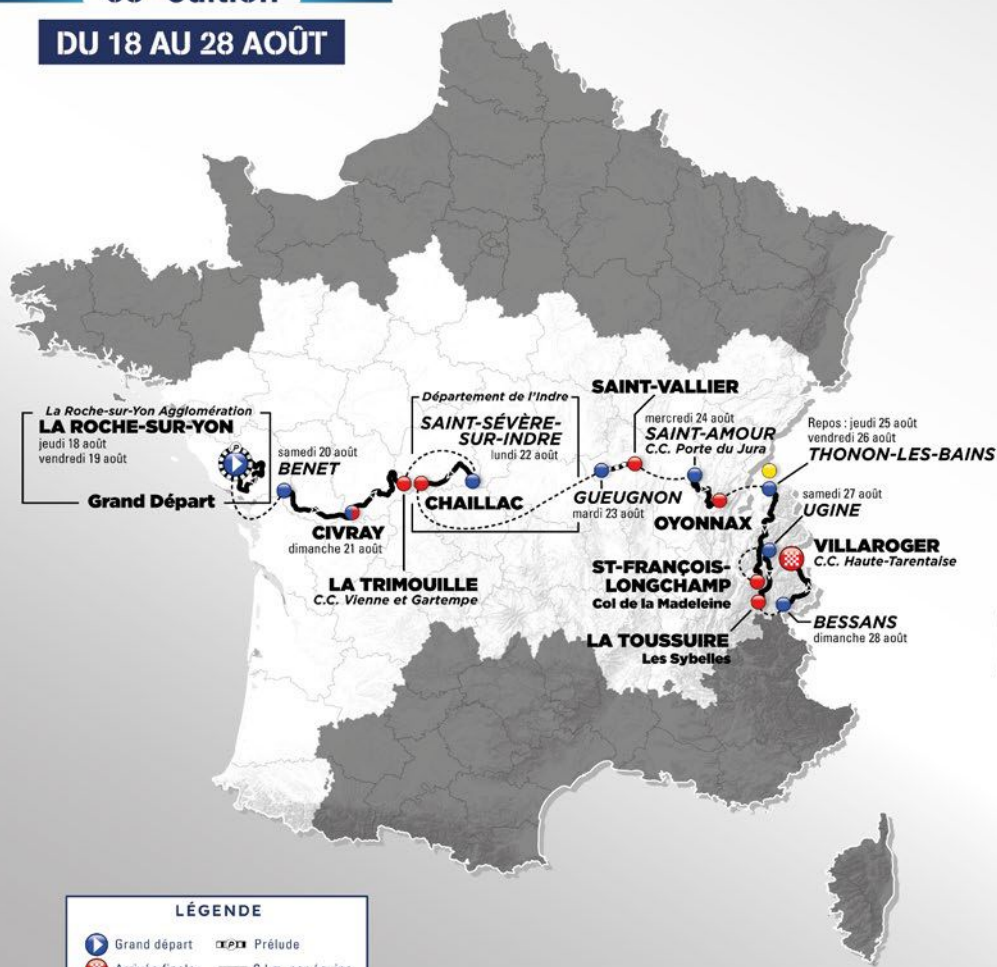 DU 18 AU 28 AOÛT
La Roche-sur-Yon Agglomération
LA ROCHE-SUR-YON
jeudi 18 août
vendredi 19 août
Grand Départ
samedi 20 août
BENET
CIVRAY
dimanche 21 août
LA TRIMOUILLE
C.C. Vienne et Gartempe
Département de l'Indre
SAINT-SÉVÈRE-
SUR-INDRE
lundi 22 août
CHAILLAC
GUEUGNON
mardi 23 août
SAINT-VALLIER
mercredi 24 août
SAINT-AMOUR
C.C. Porte du Jura
OYONNAX
Repos : jeudi 25 août
vendredi 26 août
THONON-LES-BAINS
samedi 27 août
UGINE
ST-FRANÇOIS-
LONGCHAMP
Col de la Madeleine
LA TOUSSUIRE
Les Sybelles
VILLAROGER
C.C. Haute-Tarentaise
BESSANS
dimanche 28 août
LÉGENDE
Grand départ
P Prélude